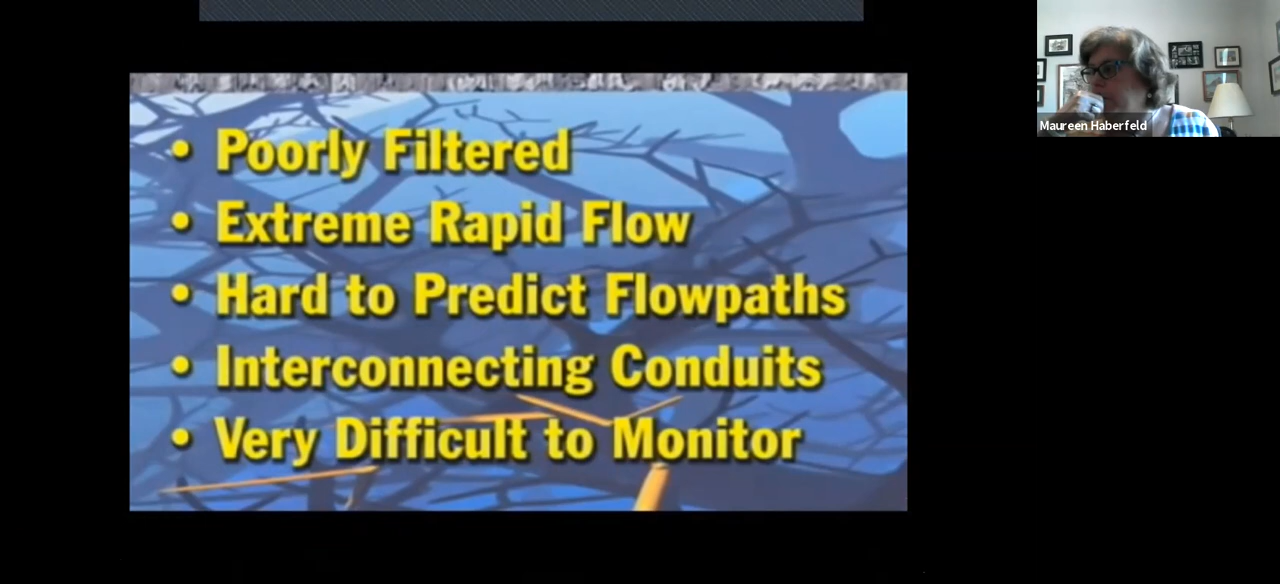 • Poorly Filtered
• Extreme Rapid Flow
• Hard to Predict Flowpaths
• Interconnecting Conduits
• Very Difficult to Monitor
Maureen Haberfeld